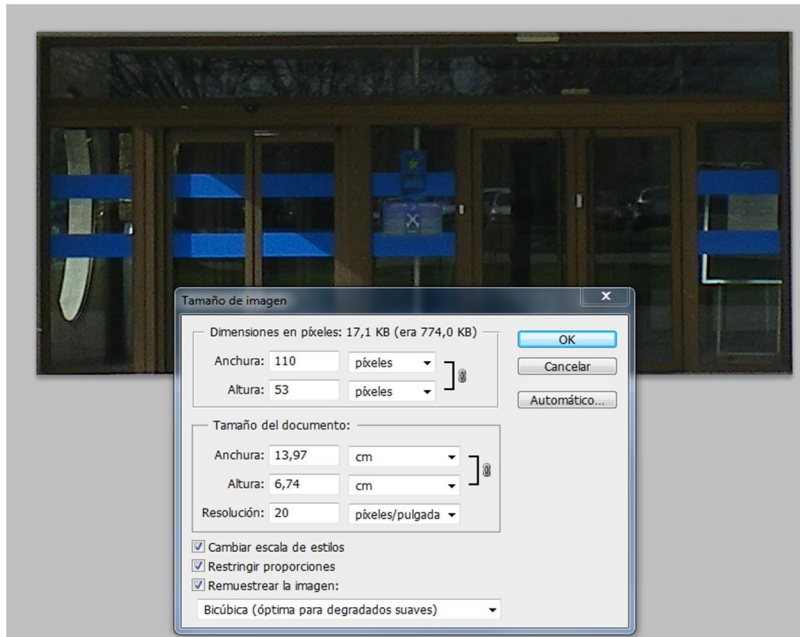 Tamaño de imagen
Dimensiones en píxeles: 17,1 KB (era 774,0 KB)
Anchura: 110 píxeles
Altura: 53 píxeles
OK
Cancelar
Automático...
Tamaño del documento:
Anchura: 13,97 cm
Altura: 6,74 cm
Resolución: 20 píxeles/pulgada
Cambiar escala de estilos
Restringir proporciones
Remuestrear la imagen:
Bicúbica (óptima para degradados suaves)